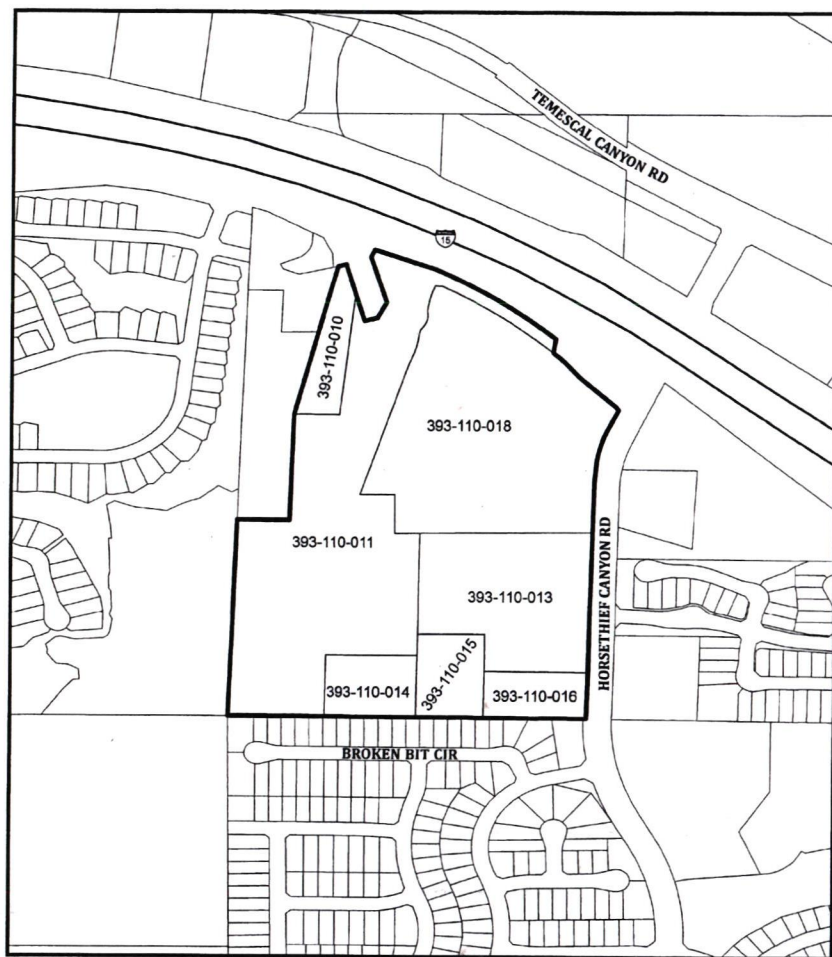 TEMESCAL CANYON RD
15
393-110-010
393-110-018
393-110-011
393-110-013
HORSETHIEF CANYON RD
393-110-015
393-110-014
393-110-016
BROKEN BIT CIR